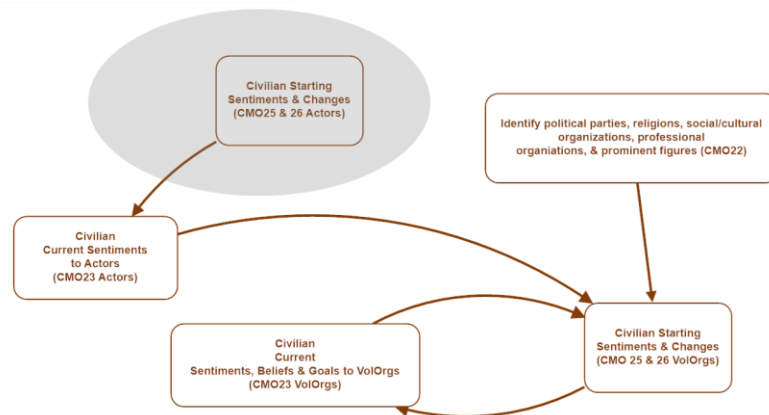 Civilian Starting
Sentiments & Changes
(CMO25 & 26 Actors)
Identify political parties, religions, social/cultural
organizations, professional
organiations, & prominent figures (CMO22)
Civilian
Current Sentiments
to Actors
(CMO23 Actors)
Civilian
Current
Sentiments, Beliefs & Goals to VolOrgs
(CMO23 VolOrgs)
Civilian Starting
Sentiments & Changes
(CMO 25 & 26 VolOrgs)